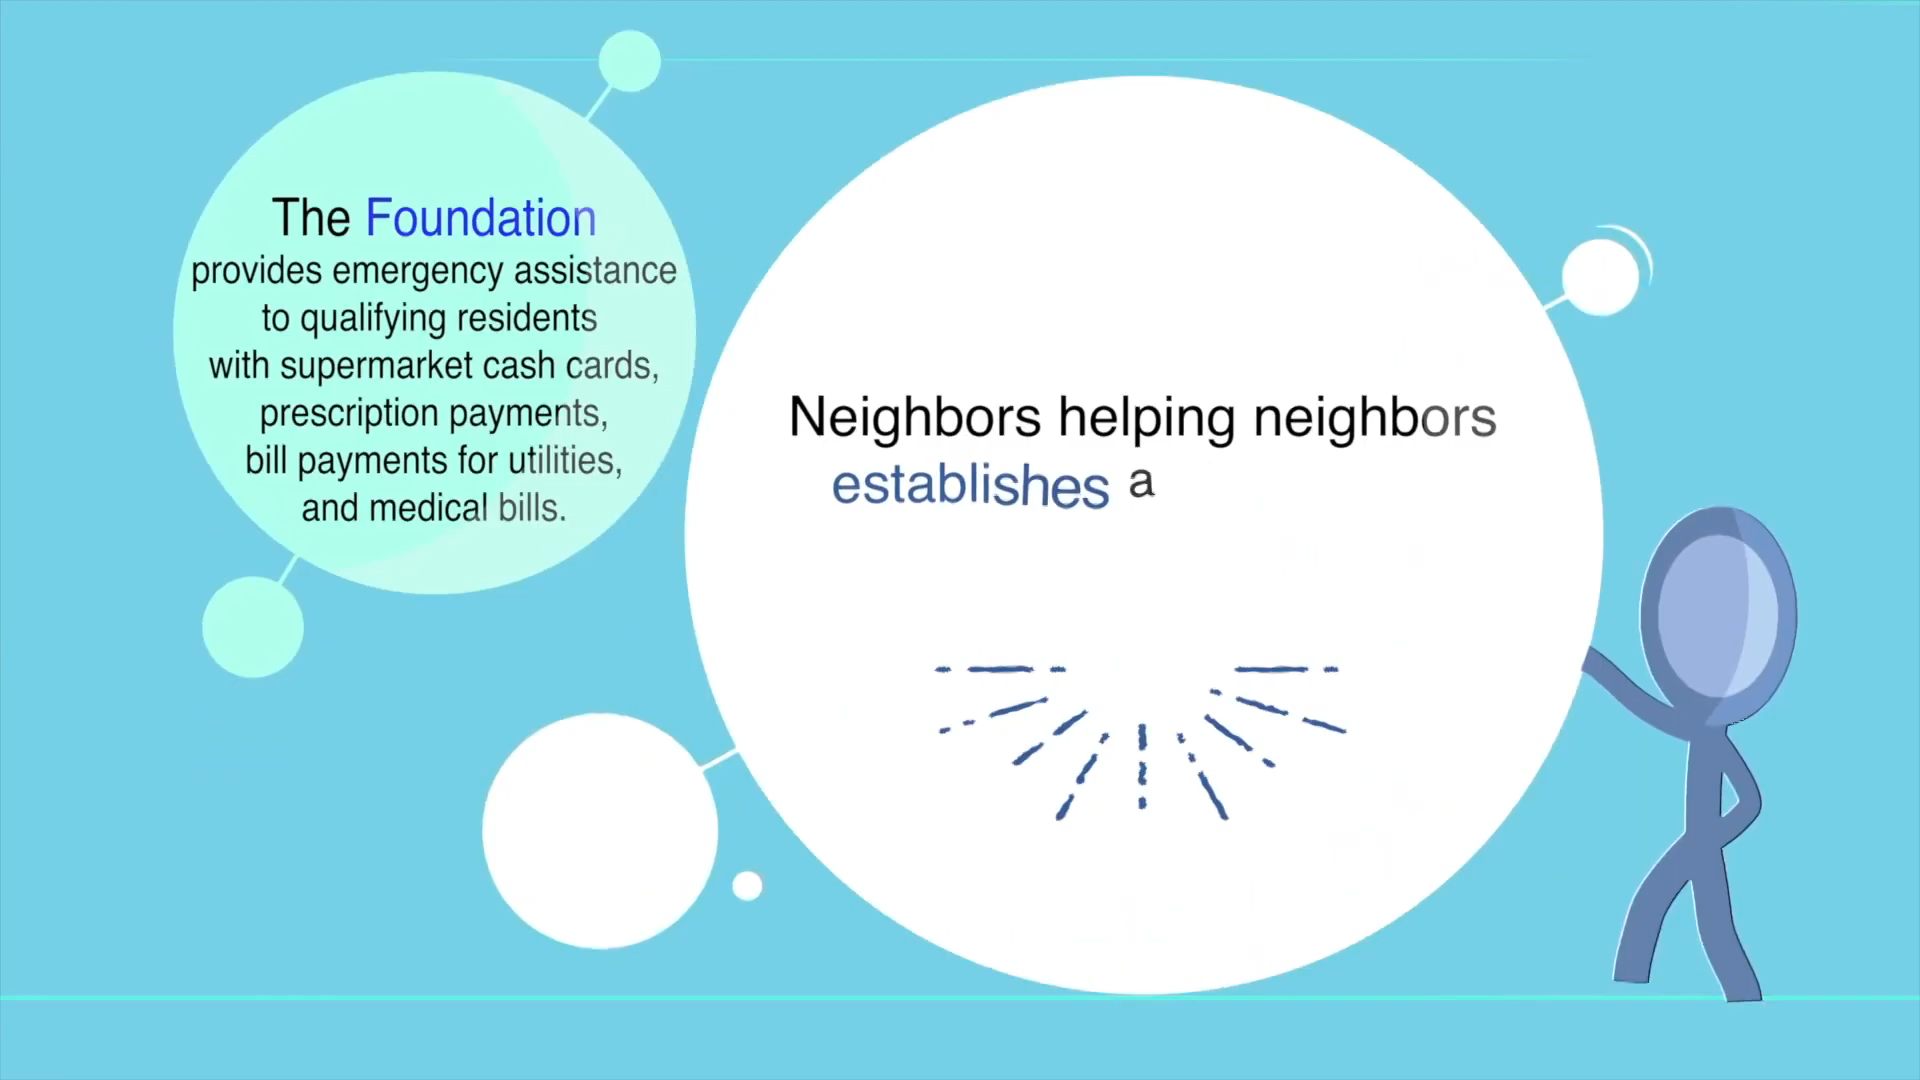 The Foundation
provides emergency assistance
to qualifying residents
with supermarket cash cards,
prescription payments,
bill payments for utilities,
and medical bills.
Neighbors helping neighbors
establishes a